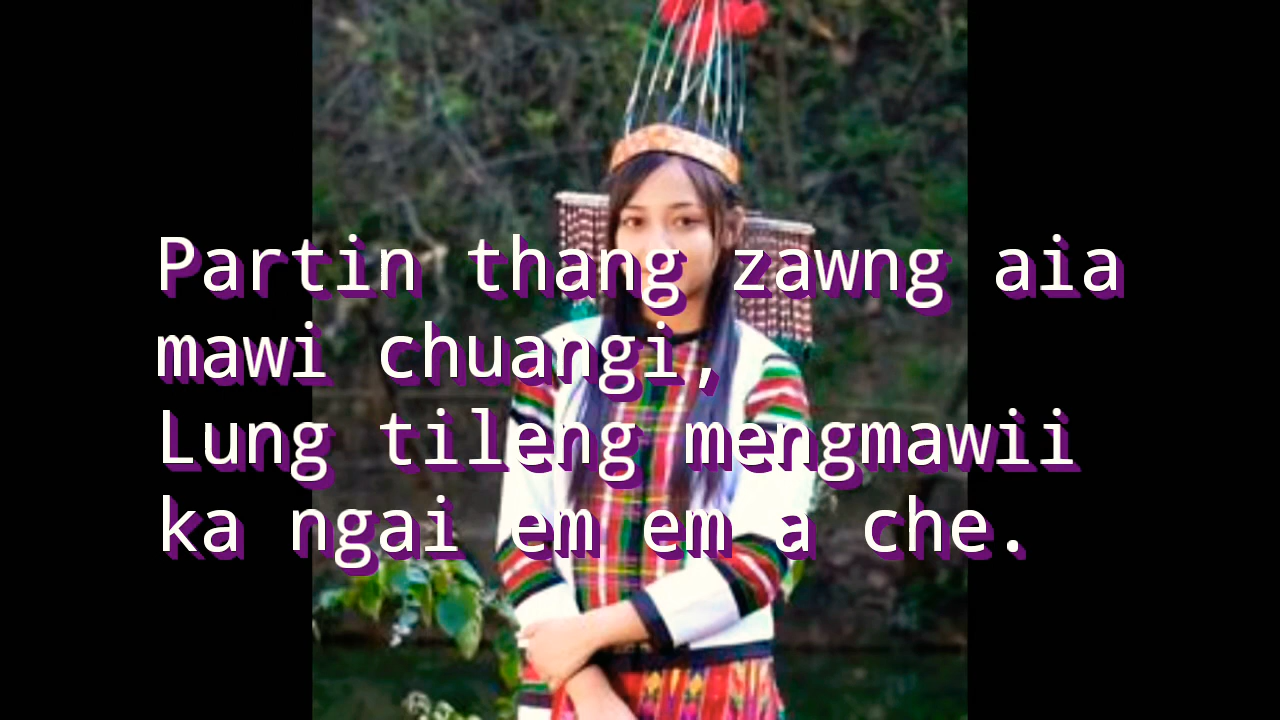 Partin thang zawng aia
mawi chuangi,
Lung tileng mengmawii
ka ngai em em a che.